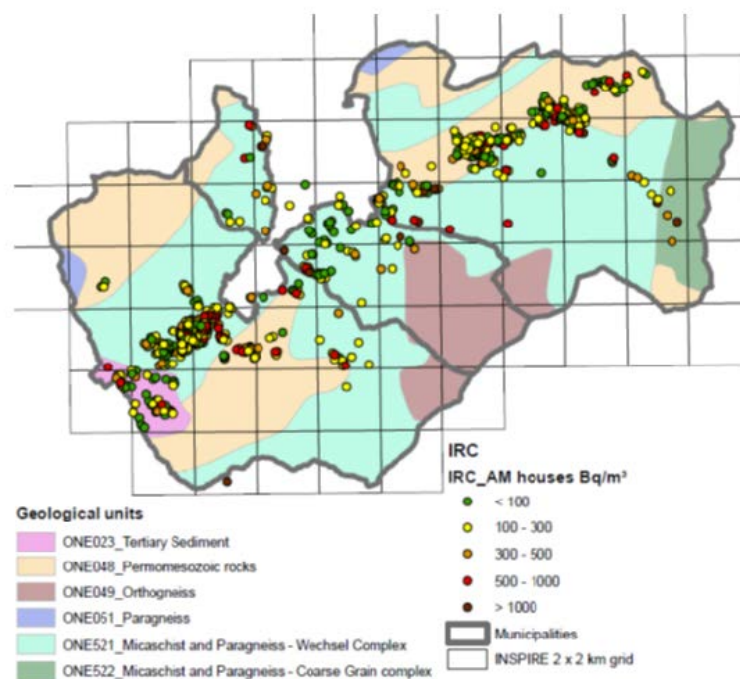 IRC
IRC_AM houses Bq/m³
< 100
100 - 300
300 - 500
500 - 1000
> 1000
Municipalities
INSPIRE 2 x 2 km grid
Geological units
ONE023_Tertiary Sediment
ONE048_Permomesozoic rocks
ONE049_Orthogneiss
ONE051_Paragneiss
ONE521_Micaschist and Paragneiss - Wechsel Complex
ONE522_Micaschist and Paragneiss - Coarse Grain complex